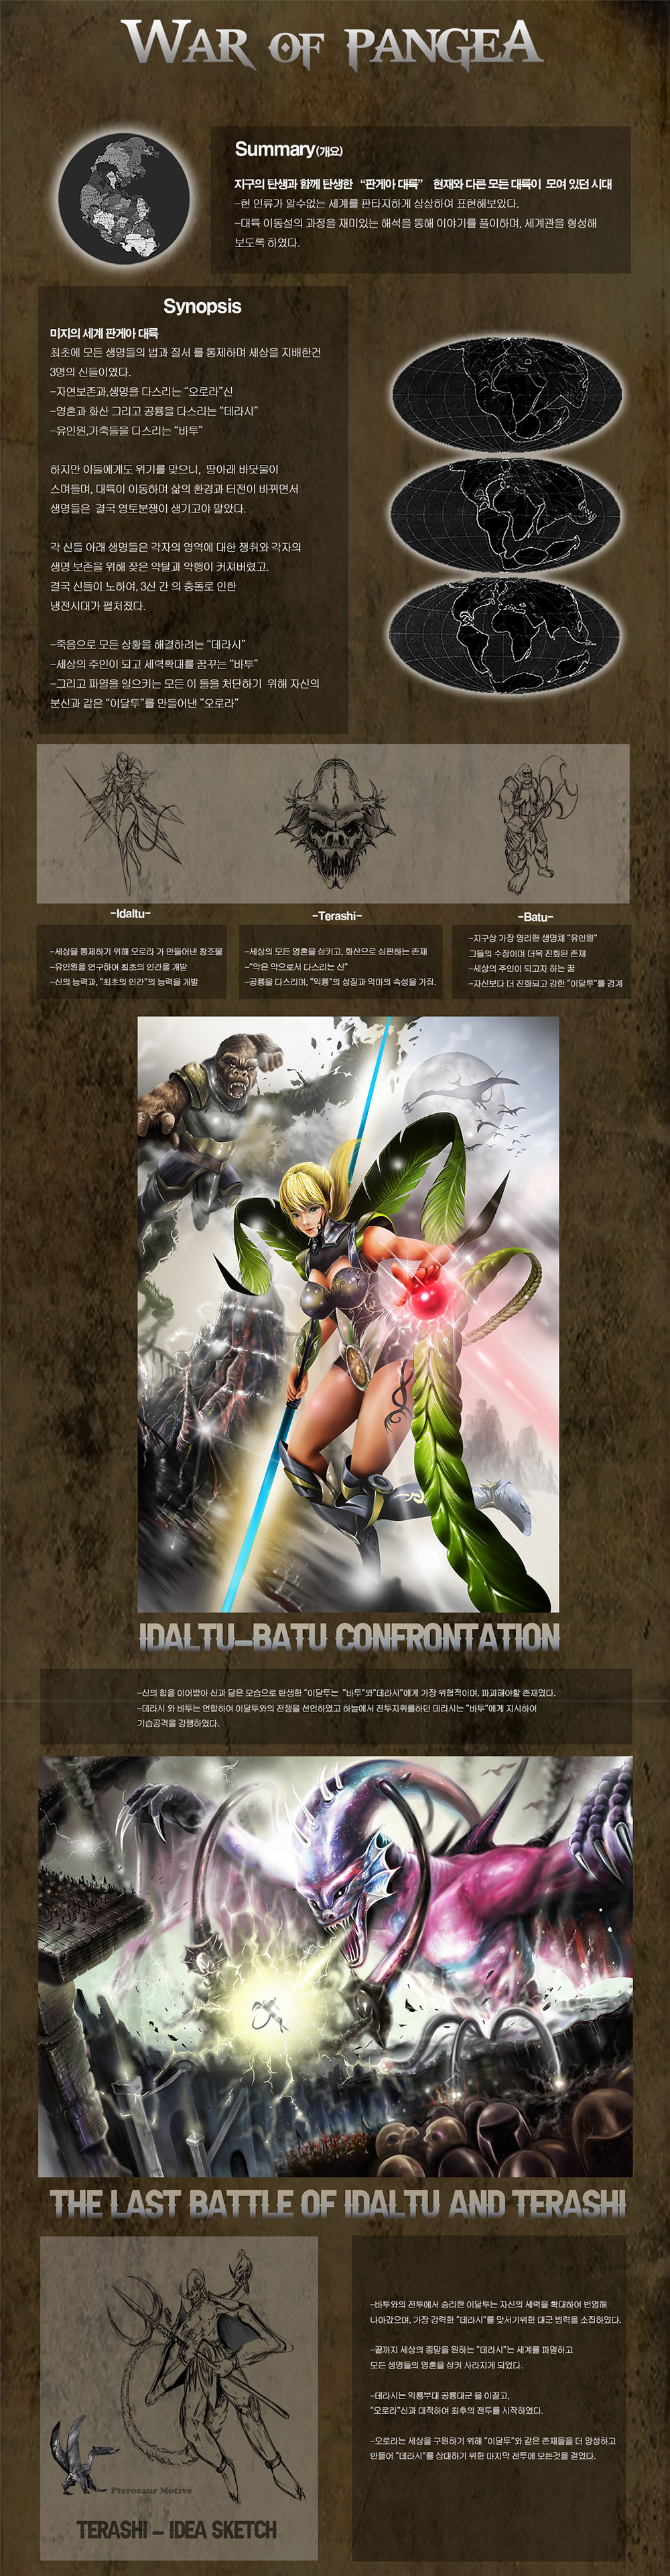 WAR OF PANGEA
Summary(개요)
지구의 탄생과 함께 탄생한 “판게아 대륙” 현재와 다른 모든 대륙이 모여 있던 시대
-현 인류가 알수없는 세계를 판타지하게 상상하여 표현해보았다.
-대륙 이동설의 과정을 재미있는 해석을 통해 이야기를 풀이하며, 세계관을 형성해
보도록 하였다.
Synopsis
미지의 세계 판게아 대륙
최초에 모든 생명들의 법과 질서 를 통제하며 세상을 지배한건
3명의 신들이였다.
-자연보존과,생명을 다스리는 “오로라”신
-영혼과 화산 그리고 공룡을 다스리는 “데라시”
-유인원,가축들을 다스리는 “바투”
하지만 이들에게도 위기를 맞으니, 땅아래 바닷물이
스며들며, 대륙이 이동하며 삶의 환경과 터전이 바뀌면서
생명들은 결국 영토분쟁이 생기고야 말았다.
각 신들 아래 생명들은 각자의 영역에 대한 쟁취와 각자의
생명 보존을 위해 잦은 약탈과 악행이 커져버렸고.
결국 신들이 노하여, 3신 간 의 충돌로 인한
냉전시대가 펼쳐졌다.
-죽음으로 모든 상황을 해결하려는 “데라시”
-세상의 주인이 되고 세력확대를 꿈꾸는 “바투”
-그리고 파멸을 일으키는 모든 이 들을 처단하기 위해 자신의
분신과 같은 “이달투”를 만들어낸 ”오로라”
-Idaltu-
-세상을 통제하기 위해 오로라 가 만들어낸 창조물
-유인원을 연구하여 최초의 인간을 개발
-신의 능력과, “최초의 인간”의 능력을 개발
-Terashi-
-세상의 모든 영혼을 삼키고, 화산으로 심판하는 존재
-“악은 악으로서 다스리는 신”
-공룡을 다스리며, “익룡”의 성질과 악마의 속성을 가짐.
-Batu-
-지구상 가장 영리한 생명체 “유인원”
그들의 수장이며 더욱 진화된 존재
-세상의 주인이 되고자 하는 꿈
-자신보다 더 진화되고 강한 “이달투”를 경계
IDALTU-BATU CONFRONTATION
-신의 힘을 이어받아 신과 닮은 모습으로 탄생한 “이달투는 “바투”와“데라시”에게 가장 위협적이며, 파괴해야할 존재였다.
-데라시 와 바투는 연합하여 이달투와의 전쟁을 선언하였고 하늘에서 전투지휘를하던 데라시는 “바투”에게 지시하여
기습공격을 강행하였다.
THE LAST BATTLE OF IDALTU AND TERASHI
-바투와의 전투에서 승리한 이달투는 자신의 세력을 확대하여 번영해
나아갔으며, 가장 강력한 “데라시”를 맞서기위한 대군 병력을 소집하였다.
-끝까지 세상의 종말을 원하는 “데라시”는 세계를 파멸하고
모든 생명들의 영혼을 삼켜 사라지게 되었다.
-데라시는 익룡부대 공룡대군 을 이끌고,
“오로라”신과 대적하여 최후의 전투를 시작하였다.
-오로라는 세상을 구원하기 위해 “이달투”와 같은 존재들을 더 양성하고
만들어 “데라시”를 상대하기 위한 마지막 전투에 모든것을 걸었다.
Pterosaur Motive
TERASHI - IDEA SKETCH